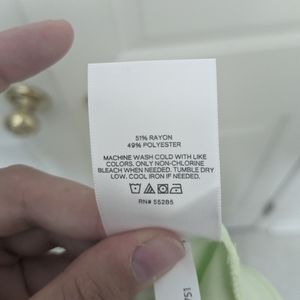 51% RAYON
49% POLYESTER
MACHINE WASH COLD WITH LIKE
COLORS. ONLY NON-CHLORINE
BLEACH WHEN NEEDED. TUMBLE DRY
LOW. COOL IRON IF NEEDED.
RN# 55285
751